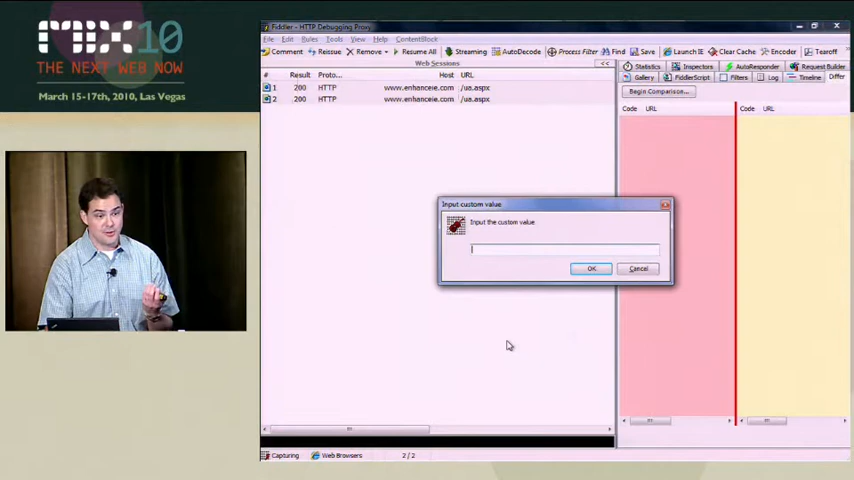 MIX10
THE NEXT WEB NOW
March 15-17th, 2010, Las Vegas
Fiddler - HTTP Debugging Proxy
File Edit Rules Tools View Help ContentBlock
Comment Reissue Remove Resume All Streaming AutoDecode Process Filter Find Save Launch IE Clear Cache Encoder Tearoff
Web Sessions <<
# Result Proto... Host URL
1 200 HTTP www.enhanceie.com /ua.aspx
2 200 HTTP www.enhanceie.com /ua.aspx
Statistics Inspectors AutoResponder Request Builder
Gallery FiddlerScript Filters Log Timeline Differ
Begin Comparison...
Code URL Code URL
Input custom value
Input the custom value
OK Cancel
Capturing Web Browsers 2 / 2